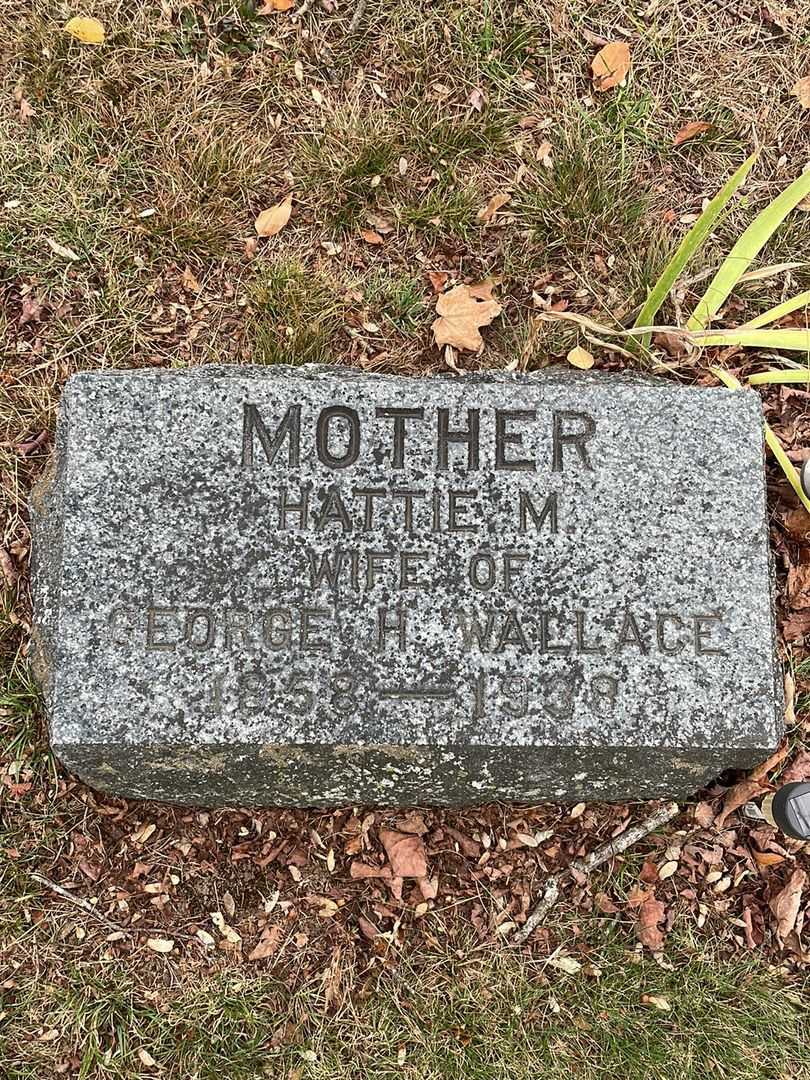 MOTHER
HATTIE M
WIFE OF
GEORGE H WALLACE
1858—1938